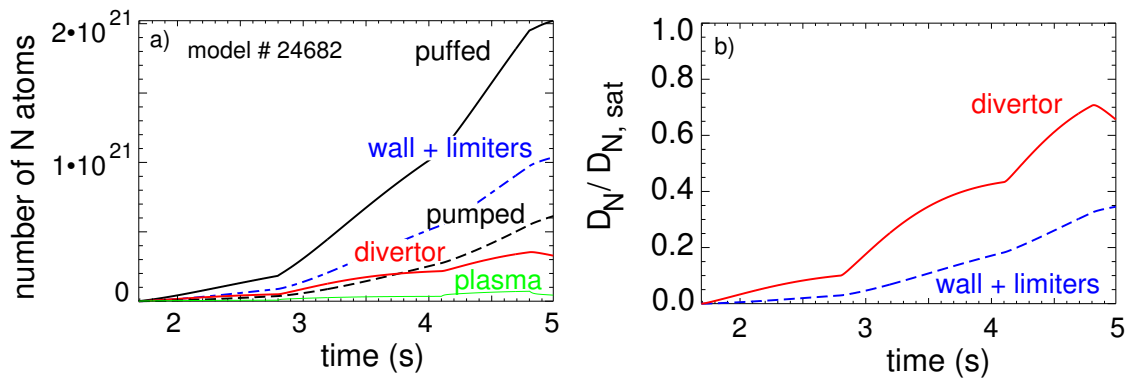 a)
model # 24682
puffed
wall + limiters
pumped
divertor
plasma
number of N atoms
2•10^21
1•10^21
0
2 3 4 5
time (s)
b)
divertor
wall + limiters
D_N/ D_N, sat
1.0
0.8
0.6
0.4
0.2
0.0
2 3 4 5
time (s)